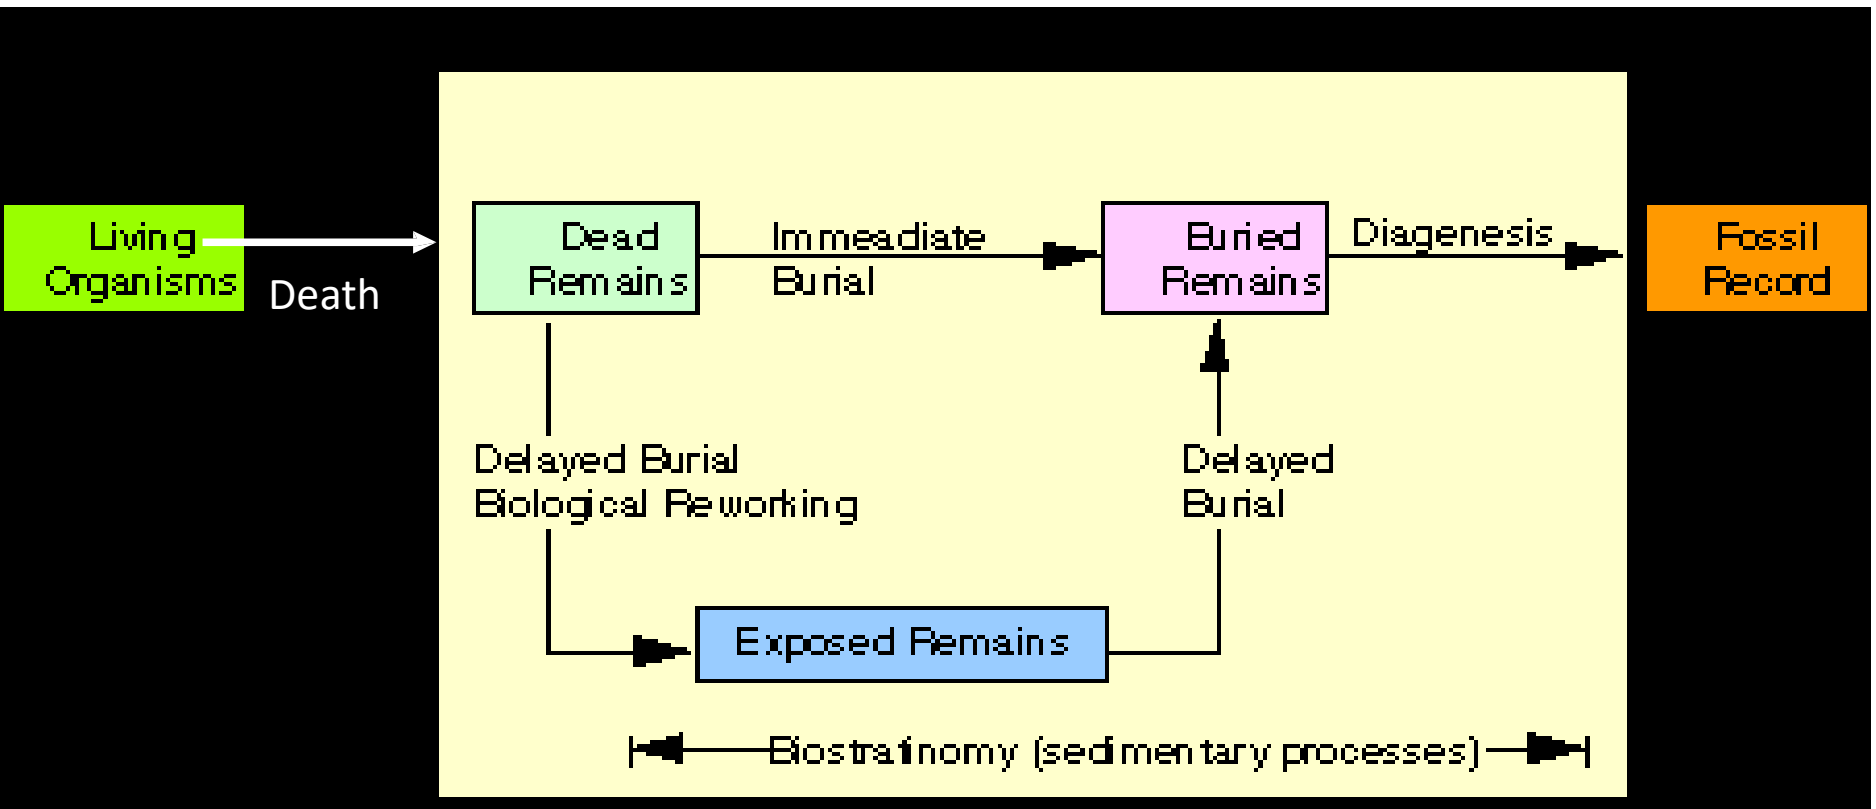 Living
Organisms
Death
Dead
Remains
Immeadiate
Burial
Buried
Remains
Diagenesis
Fossil
Record
Delayed Burial
Biological Reworking
Delayed
Burial
Exposed Remains
Biostratinomy (sedimentary processes)